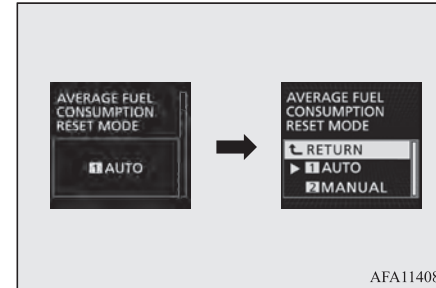 AVERAGE FUEL
CONSUMPTION
RESET MODE
1 AUTO
AVERAGE FUEL
CONSUMPTION
RESET MODE
RETURN
1 AUTO
2 MANUAL
AFA11408